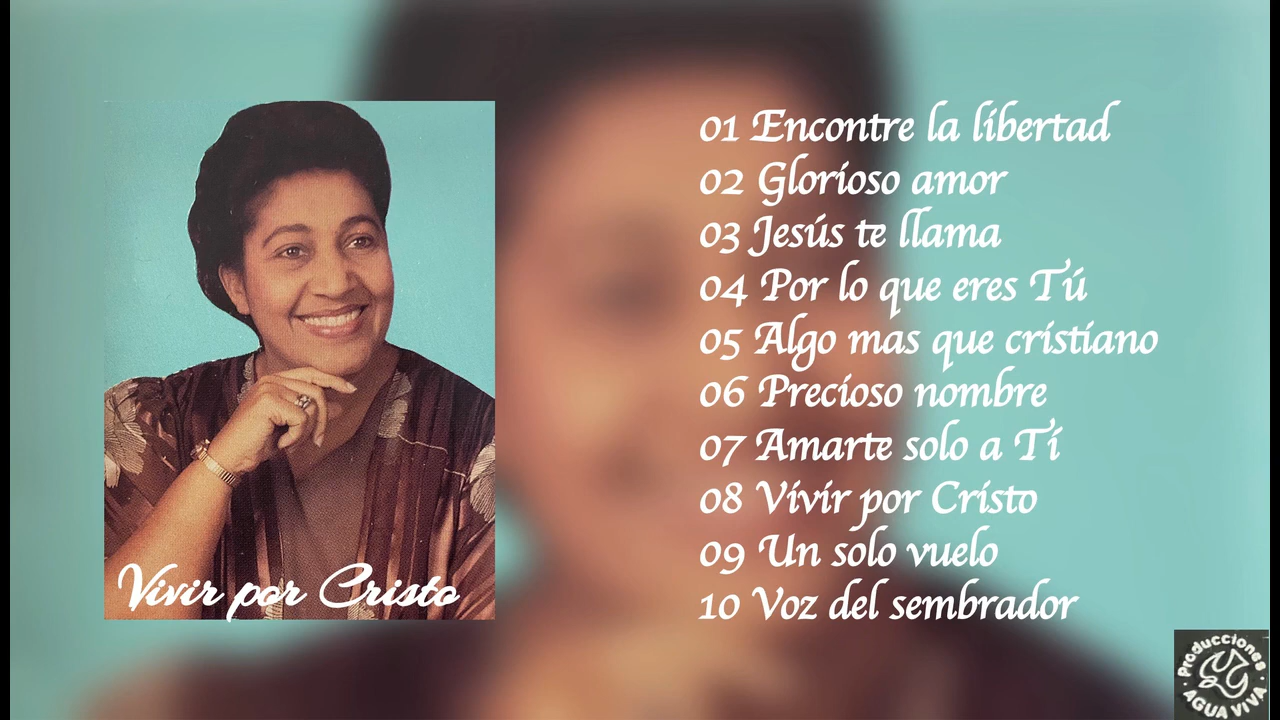 Vivir por Cristo
01 Encontre la libertad
02 Glorioso amor
03 Jesús te llama
04 Por lo que eres Tú
05 Algo mas que cristiano
06 Precioso nombre
07 Amarte solo a Tí
08 Vivir por Cristo
09 Un solo vuelo
10 Voz del sembrador
Producciones
AGUA VIVA